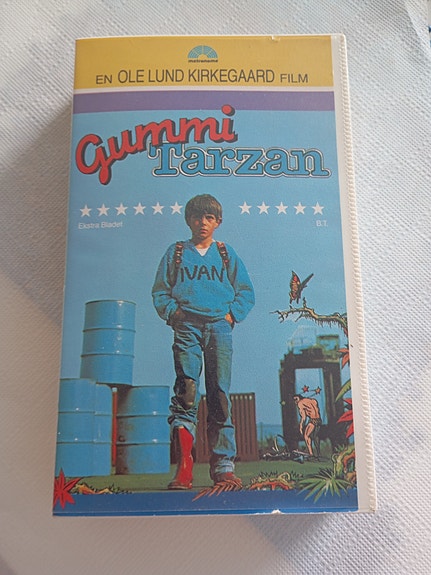 metronome
EN OLE LUND KIRKEGAARD FILM
Gummi
Tarzan
Ekstra Bladet
B.T.
IVAN